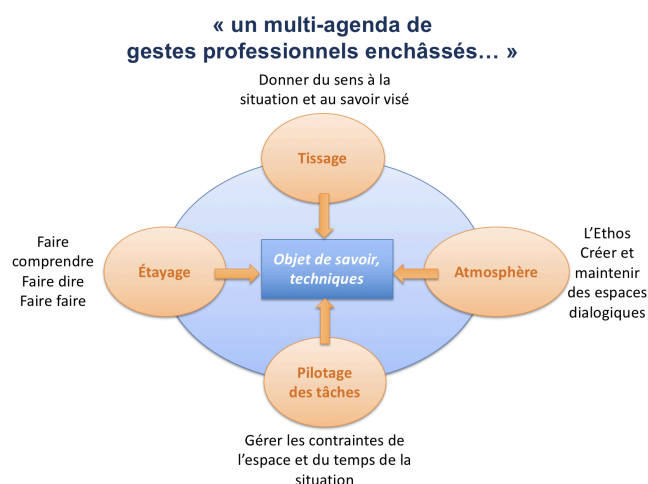 « un multi-agenda de
gestes professionnels enchâssés… »
Donner du sens à la
situation et au savoir visé
Tissage
Faire
comprendre
Faire dire
Faire faire
Étayage
Objet de savoir,
techniques
Atmosphère
L’Ethos
Créer et
maintenir
des espaces
dialogiques
Pilotage
des tâches
Gérer les contraintes de
l’espace et du temps de la
situation